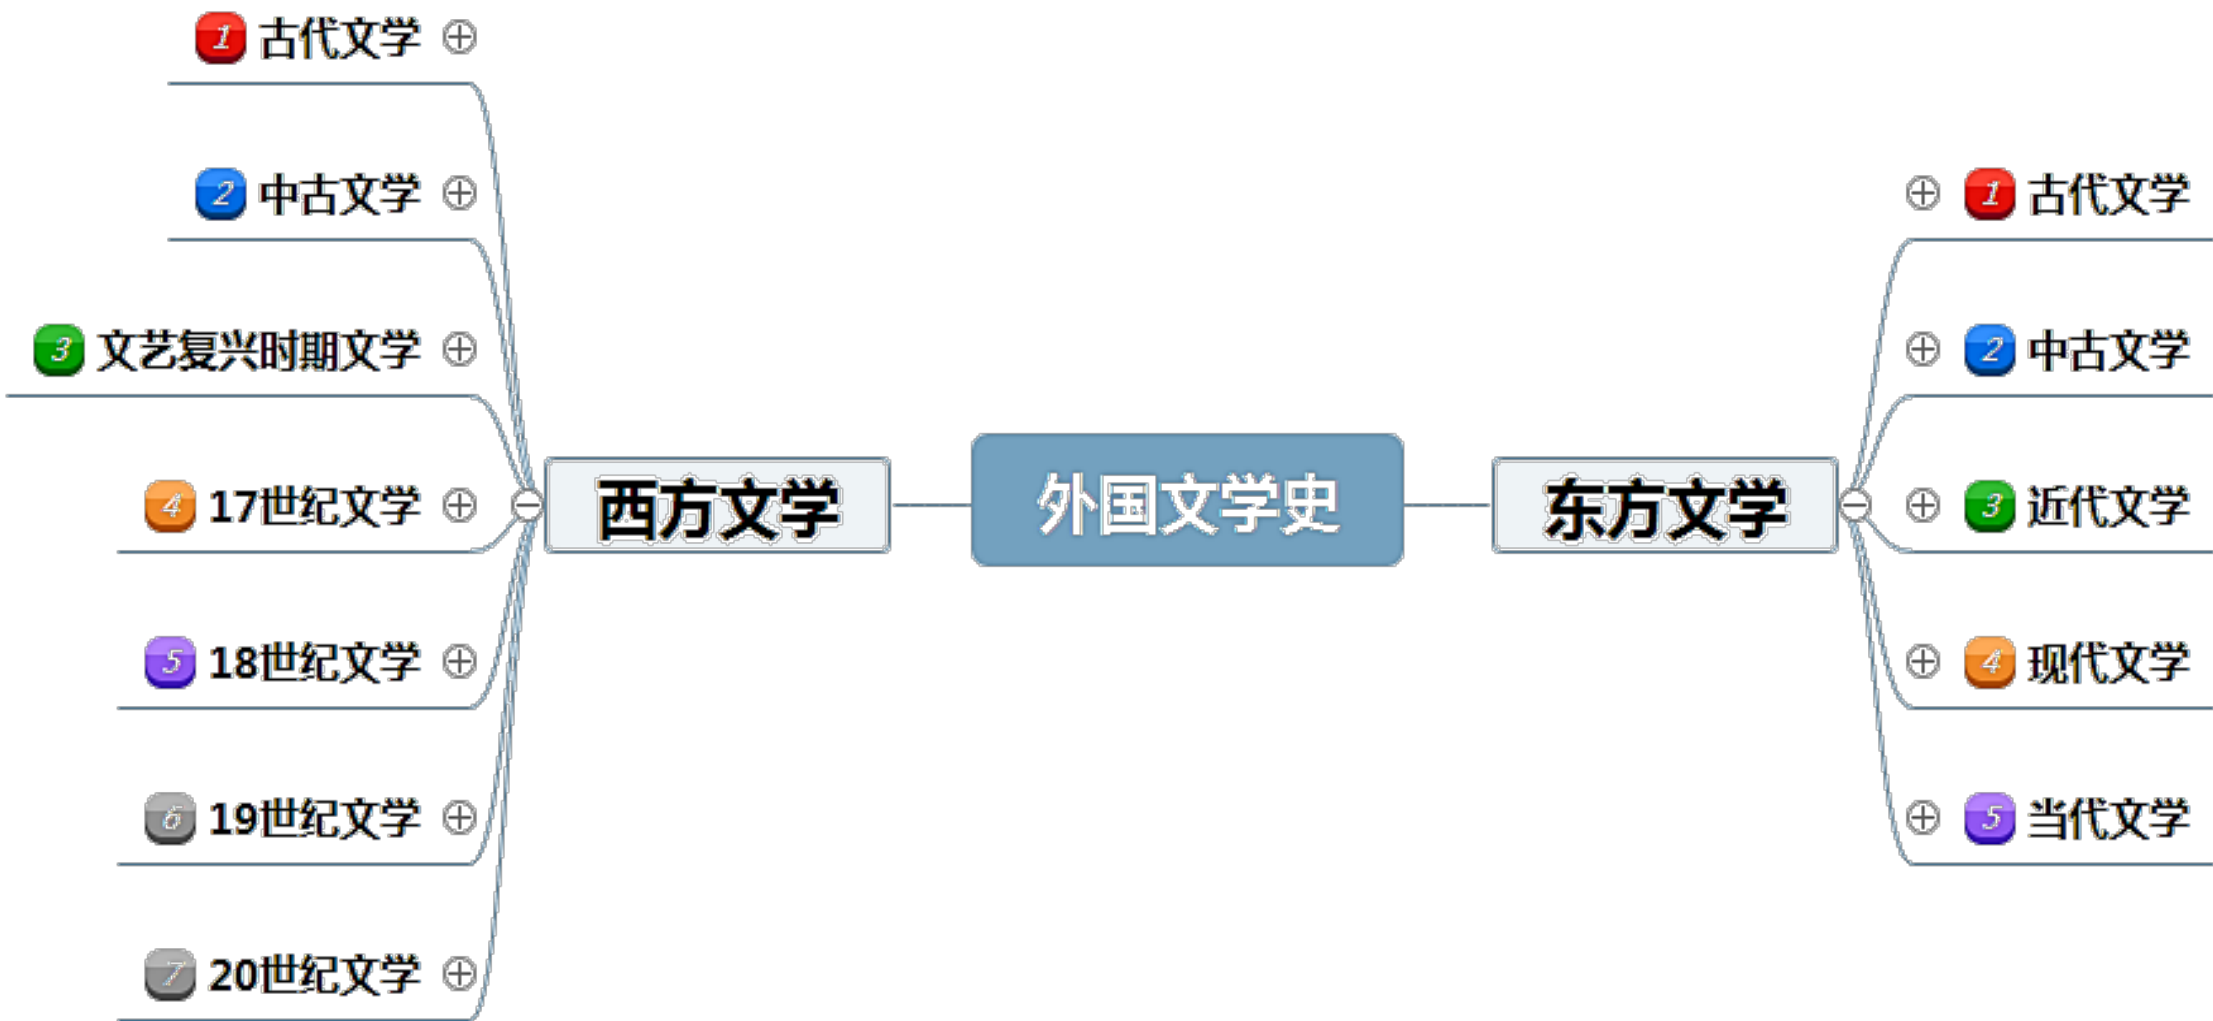 外国文学史
西方文学
1 古代文学
2 中古文学
3 文艺复兴时期文学
4 17世纪文学
5 18世纪文学
6 19世纪文学
7 20世纪文学
东方文学
1 古代文学
2 中古文学
3 近代文学
4 现代文学
5 当代文学